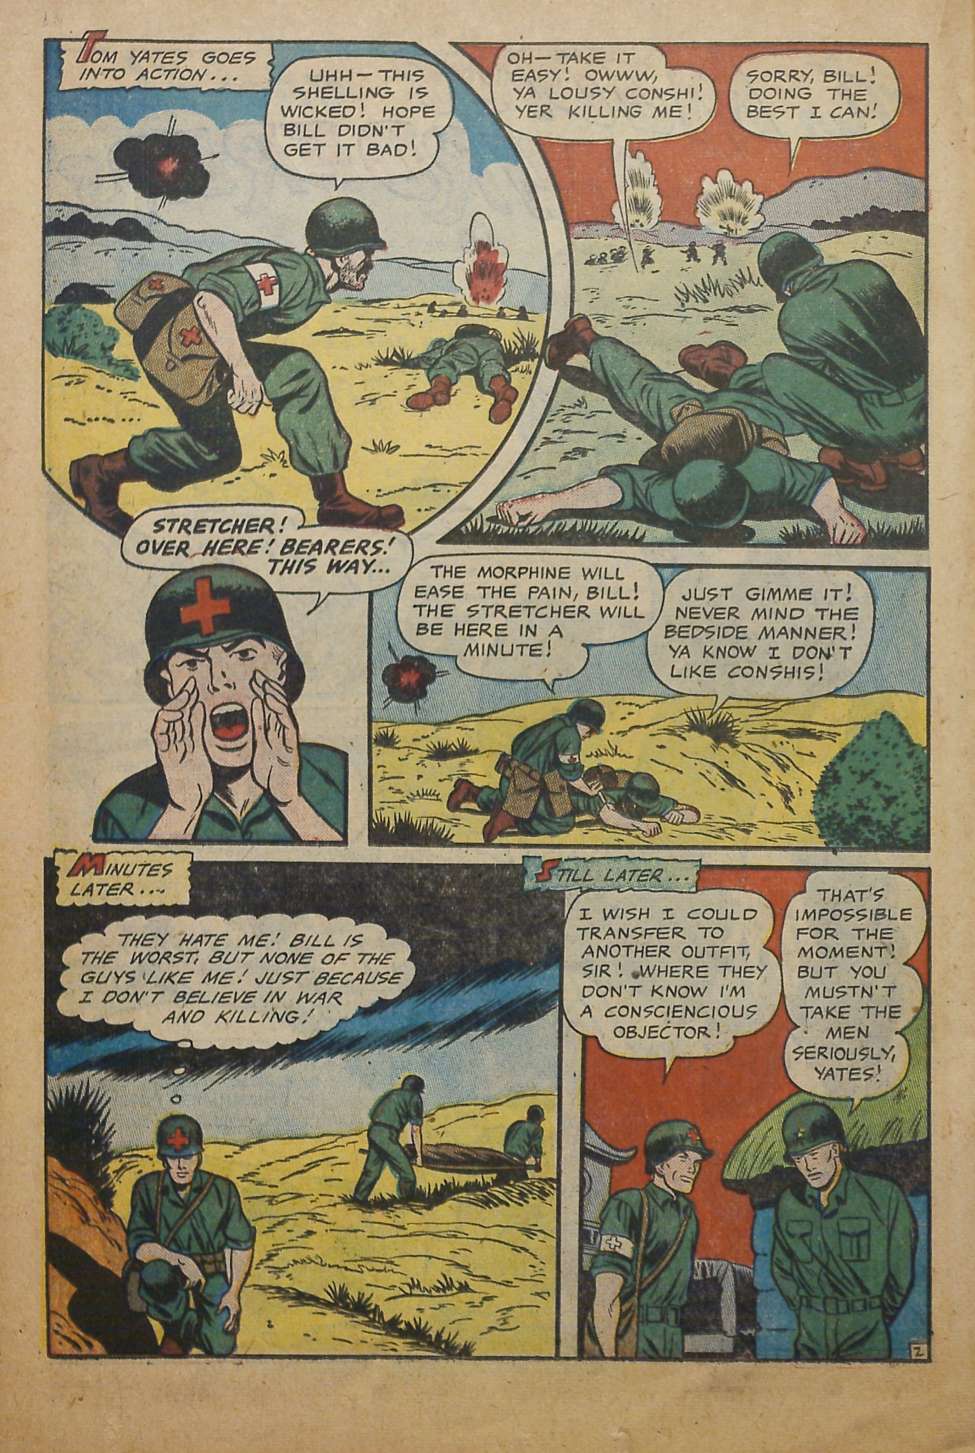 TOM YATES GOES
INTO ACTION...
UHH—THIS
SHELLING IS
WICKED! HOPE
BILL DIDN'T
GET IT BAD!
OH—TAKE IT
EASY! OWWW,
YA LOUSY CONSHI!
YER KILLING ME!
SORRY, BILL!
DOING THE
BEST I CAN!
STRETCHER!
OVER HERE! BEARERS!
THIS WAY...
THE MORPHINE WILL
EASE THE PAIN, BILL!
THE STRETCHER WILL
BE HERE IN A
MINUTE!
JUST GIMME IT!
NEVER MIND THE
BEDSIDE MANNER!
YA KNOW I DON'T
LIKE CONSHIS!
MINUTES
LATER...
THEY HATE ME! BILL IS
THE WORST, BUT NONE OF THE
GUYS LIKE ME! JUST BECAUSE
I DON'T BELIEVE IN WAR
AND KILLING!
STILL LATER...
I WISH I COULD
TRANSFER TO
ANOTHER OUTFIT,
SIR! WHERE THEY
DON'T KNOW I'M
A CONSCIENCIOUS
OBJECTOR!
THAT'S
IMPOSSIBLE
FOR THE
MOMENT!
BUT YOU
MUSTN'T
TAKE THE
MEN
SERIOUSLY,
YATES!
2